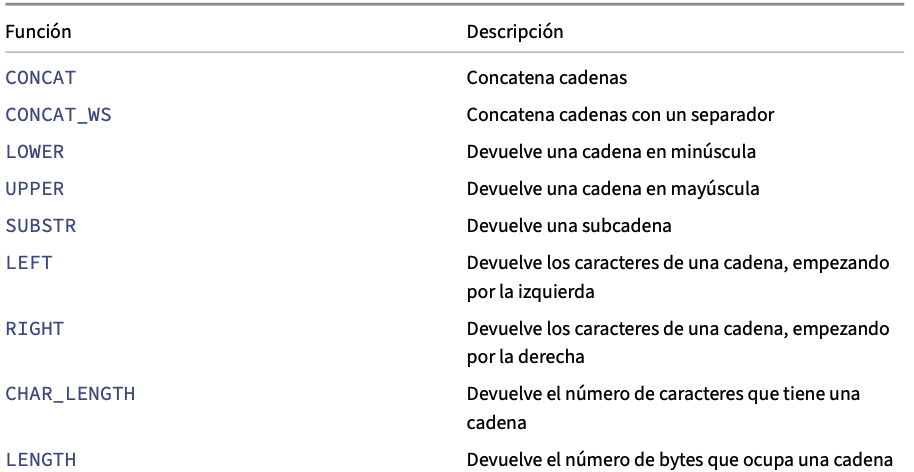 Función Descripción
CONCAT Concatena cadenas
CONCAT_WS Concatena cadenas con un separador
LOWER Devuelve una cadena en minúscula
UPPER Devuelve una cadena en mayúscula
SUBSTR Devuelve una subcadena
LEFT Devuelve los caracteres de una cadena, empezando
por la izquierda
RIGHT Devuelve los caracteres de una cadena, empezando
por la derecha
CHAR_LENGTH Devuelve el número de caracteres que tiene una
cadena
LENGTH Devuelve el número de bytes que ocupa una cadena